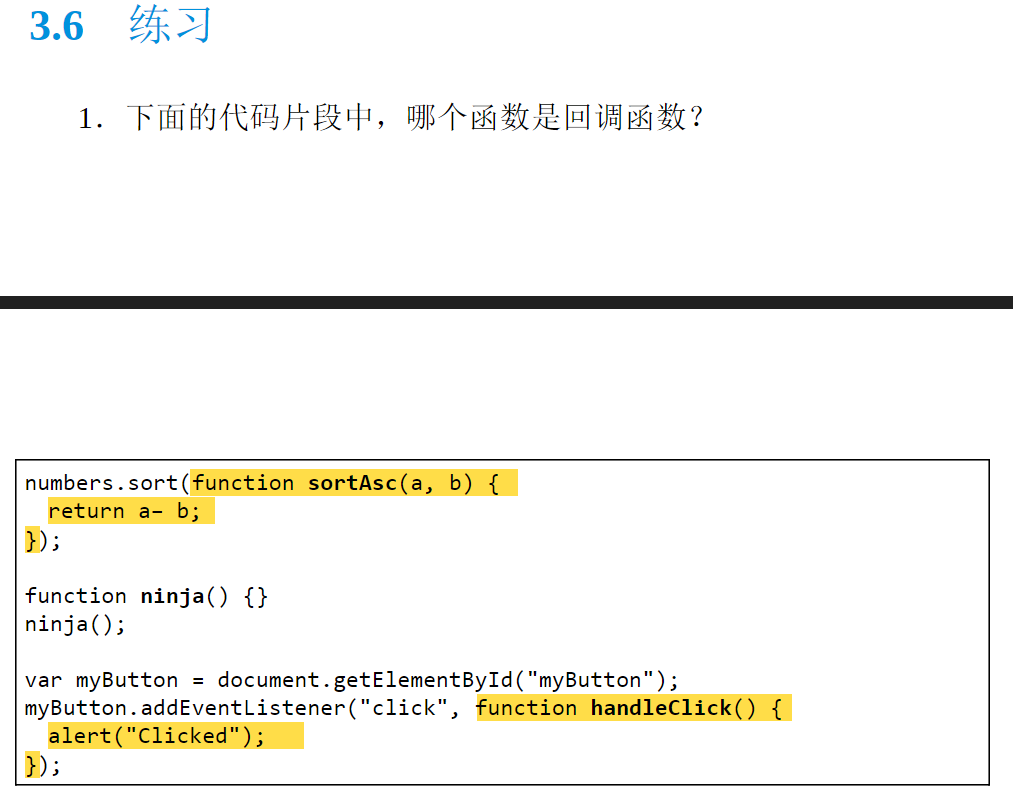 3.6 练习
1. 下面的代码片段中，哪个函数是回调函数？
numbers.sort(function sortAsc(a, b) {
return a– b;
});
function ninja() {}
ninja();
var myButton = document.getElementById("myButton");
myButton.addEventListener("click", function handleClick() {
alert("Clicked");
});